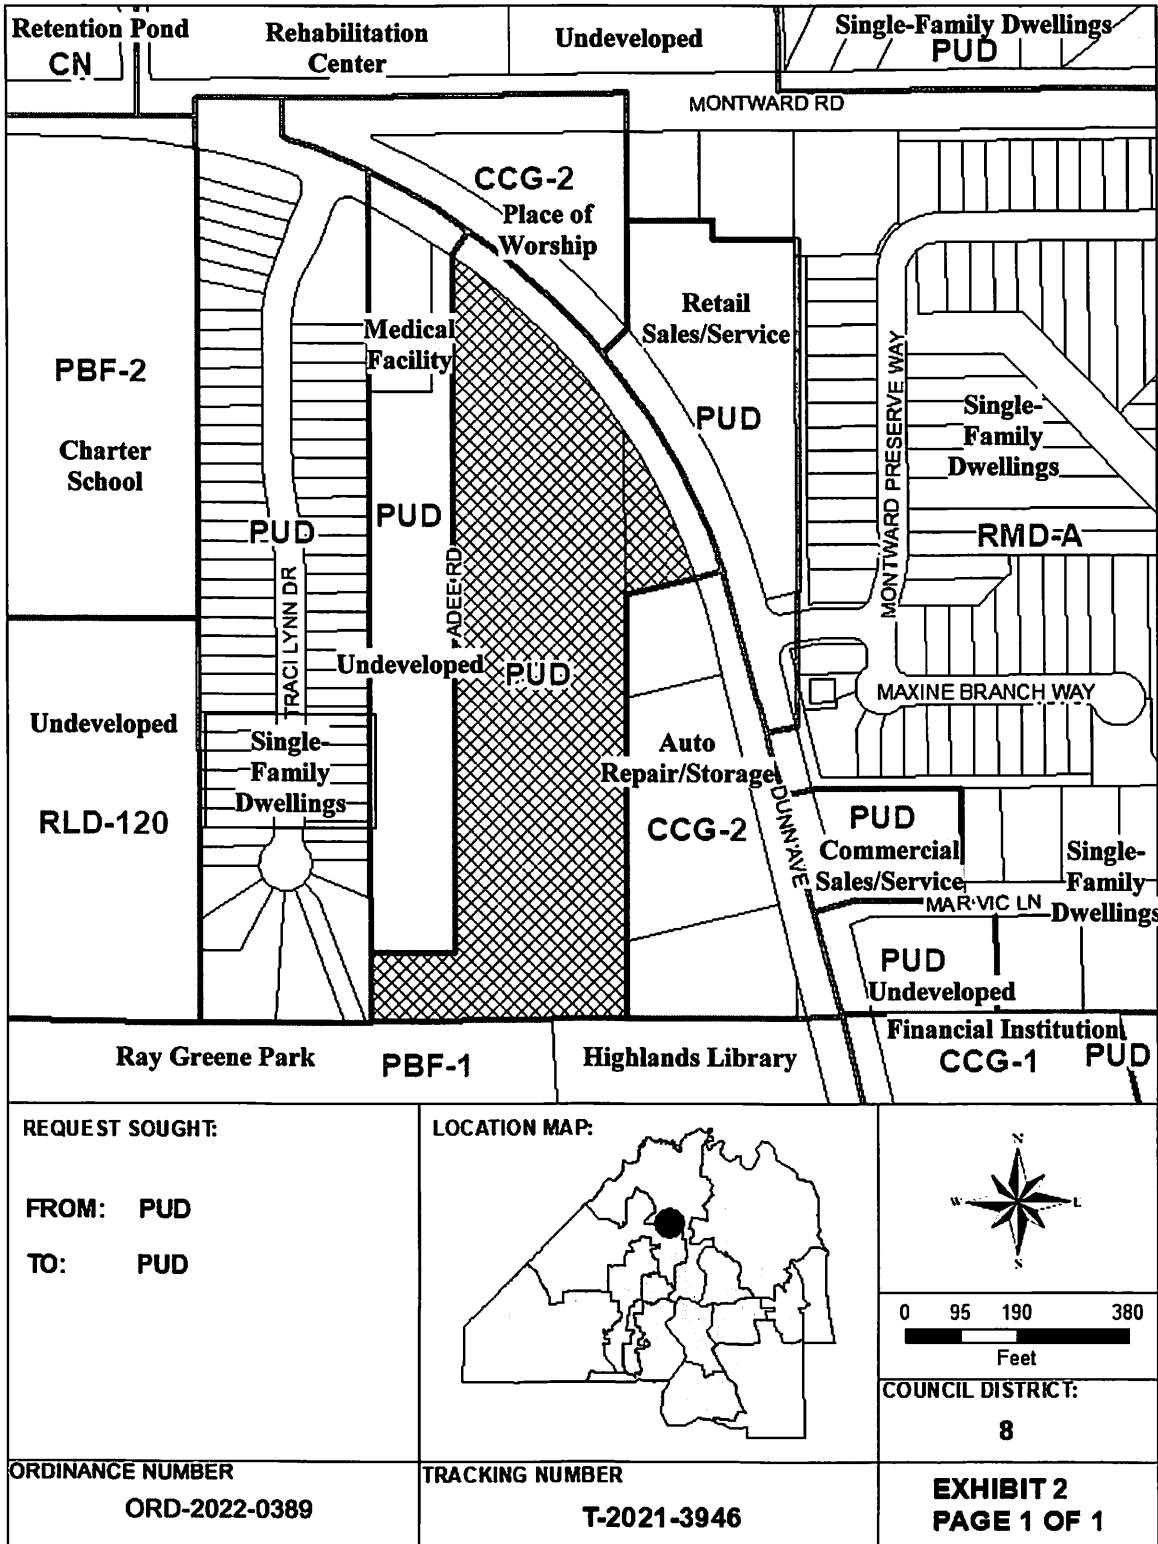 Retention Pond
CN
Rehabilitation
Center
Undeveloped
Single-Family Dwellings
PUD
MONTWARD RD
CCG-2
Place of
Worship
Retail
Sales/Service
PUD
Medical
Facility
PBF-2
Charter
School
PUD
TRACI LYNN DR
PUD
ADEE RD
Undeveloped
PUD
MONTWARD PRESERVE WAY
Single-
Family
Dwellings
RMD-A
MAXINE BRANCH WAY
Undeveloped
RLD-120
Single-
Family
Dwellings
Auto
Repair/Storage
CCG-2
DUNN AVE
PUD
Commercial
Sales/Service
MARVIC LN
Single-
Family
Dwellings
PUD
Undeveloped
Ray Greene Park
PBF-1
Highlands Library
Financial Institution
CCG-1
PUD
REQUEST SOUGHT:
FROM: PUD
TO: PUD
LOCATION MAP:
N
W
E
S
0 95 190 380
Feet
COUNCIL DISTRICT:
8
ORDINANCE NUMBER
ORD-2022-0389
TRACKING NUMBER
T-2021-3946
EXHIBIT 2
PAGE 1 OF 1